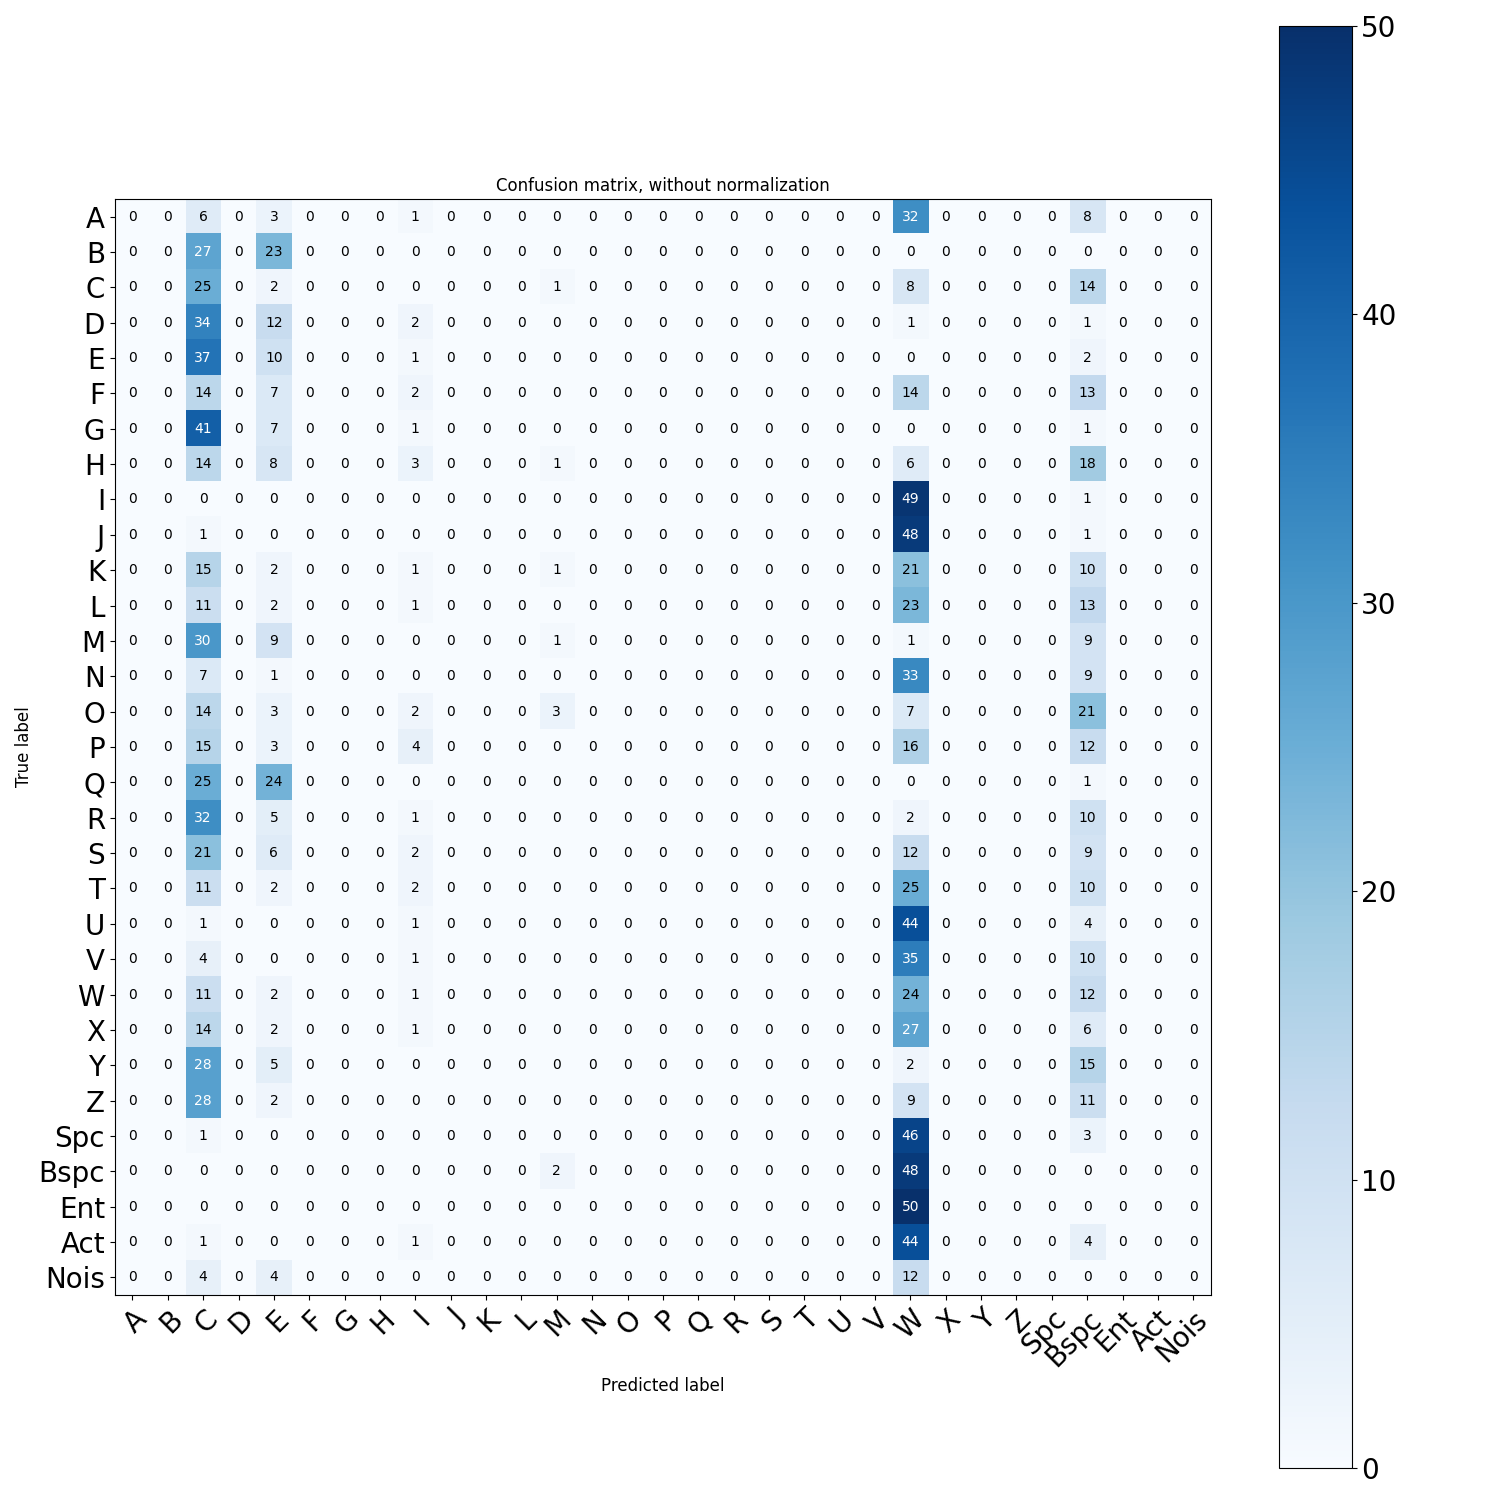 Confusion matrix, without normalization
A 0 0 6 0 3 0 0 0 1 0 0 0 0 0 0 0 0 0 0 0 0 0 32 0 0 0 0 8 0 0 0
B 0 0 27 0 23 0 0 0 0 0 0 0 0 0 0 0 0 0 0 0 0 0 0 0 0 0 0 0 0 0 0
C 0 0 25 0 2 0 0 0 0 0 0 0 1 0 0 0 0 0 0 0 0 0 8 0 0 0 0 14 0 0 0
D 0 0 34 0 12 0 0 0 2 0 0 0 0 0 0 0 0 0 0 0 0 0 1 0 0 0 0 1 0 0 0
E 0 0 37 0 10 0 0 0 1 0 0 0 0 0 0 0 0 0 0 0 0 0 0 0 0 0 0 2 0 0 0
F 0 0 14 0 7 0 0 0 2 0 0 0 0 0 0 0 0 0 0 0 0 0 14 0 0 0 0 13 0 0 0
G 0 0 41 0 7 0 0 0 1 0 0 0 0 0 0 0 0 0 0 0 0 0 0 0 0 0 0 1 0 0 0
H 0 0 14 0 8 0 0 0 3 0 0 0 1 0 0 0 0 0 0 0 0 0 6 0 0 0 0 18 0 0 0
I 0 0 0 0 0 0 0 0 0 0 0 0 0 0 0 0 0 0 0 0 0 0 49 0 0 0 0 1 0 0 0
J 0 0 1 0 0 0 0 0 0 0 0 0 0 0 0 0 0 0 0 0 0 0 48 0 0 0 0 1 0 0 0
K 0 0 15 0 2 0 0 0 1 0 0 0 1 0 0 0 0 0 0 0 0 0 21 0 0 0 0 10 0 0 0
L 0 0 11 0 2 0 0 0 1 0 0 0 0 0 0 0 0 0 0 0 0 0 23 0 0 0 0 13 0 0 0
M 0 0 30 0 9 0 0 0 0 0 0 0 1 0 0 0 0 0 0 0 0 0 1 0 0 0 0 9 0 0 0
N 0 0 7 0 1 0 0 0 0 0 0 0 0 0 0 0 0 0 0 0 0 0 33 0 0 0 0 9 0 0 0
O 0 0 14 0 3 0 0 0 2 0 0 0 3 0 0 0 0 0 0 0 0 0 7 0 0 0 0 21 0 0 0
P 0 0 15 0 3 0 0 0 4 0 0 0 0 0 0 0 0 0 0 0 0 0 16 0 0 0 0 12 0 0 0
Q 0 0 25 0 24 0 0 0 0 0 0 0 0 0 0 0 0 0 0 0 0 0 0 0 0 0 0 1 0 0 0
R 0 0 32 0 5 0 0 0 1 0 0 0 0 0 0 0 0 0 0 0 0 0 2 0 0 0 0 10 0 0 0
S 0 0 21 0 6 0 0 0 2 0 0 0 0 0 0 0 0 0 0 0 0 0 12 0 0 0 0 9 0 0 0
T 0 0 11 0 2 0 0 0 2 0 0 0 0 0 0 0 0 0 0 0 0 0 25 0 0 0 0 10 0 0 0
U 0 0 1 0 0 0 0 0 1 0 0 0 0 0 0 0 0 0 0 0 0 0 44 0 0 0 0 4 0 0 0
V 0 0 4 0 0 0 0 0 1 0 0 0 0 0 0 0 0 0 0 0 0 0 35 0 0 0 0 10 0 0 0
W 0 0 11 0 2 0 0 0 1 0 0 0 0 0 0 0 0 0 0 0 0 0 24 0 0 0 0 12 0 0 0
X 0 0 14 0 2 0 0 0 1 0 0 0 0 0 0 0 0 0 0 0 0 0 27 0 0 0 0 6 0 0 0
Y 0 0 28 0 5 0 0 0 0 0 0 0 0 0 0 0 0 0 0 0 0 0 2 0 0 0 0 15 0 0 0
Z 0 0 28 0 2 0 0 0 0 0 0 0 0 0 0 0 0 0 0 0 0 0 9 0 0 0 0 11 0 0 0
Spc 0 0 1 0 0 0 0 0 0 0 0 0 0 0 0 0 0 0 0 0 0 0 46 0 0 0 0 3 0 0 0
Bspc 0 0 0 0 0 0 0 0 0 0 0 0 2 0 0 0 0 0 0 0 0 0 48 0 0 0 0 0 0 0 0
Ent 0 0 0 0 0 0 0 0 0 0 0 0 0 0 0 0 0 0 0 0 0 0 50 0 0 0 0 0 0 0 0
Act 0 0 1 0 0 0 0 0 1 0 0 0 0 0 0 0 0 0 0 0 0 0 44 0 0 0 0 4 0 0 0
Nois 0 0 4 0 4 0 0 0 0 0 0 0 0 0 0 0 0 0 0 0 0 0 12 0 0 0 0 0 0 0 0
A B C D E F G H I J K L M N O P Q R S T U V W X Y Z Spc Bspc Ent Act Nois
Predicted label
True label
50
40
30
20
10
0